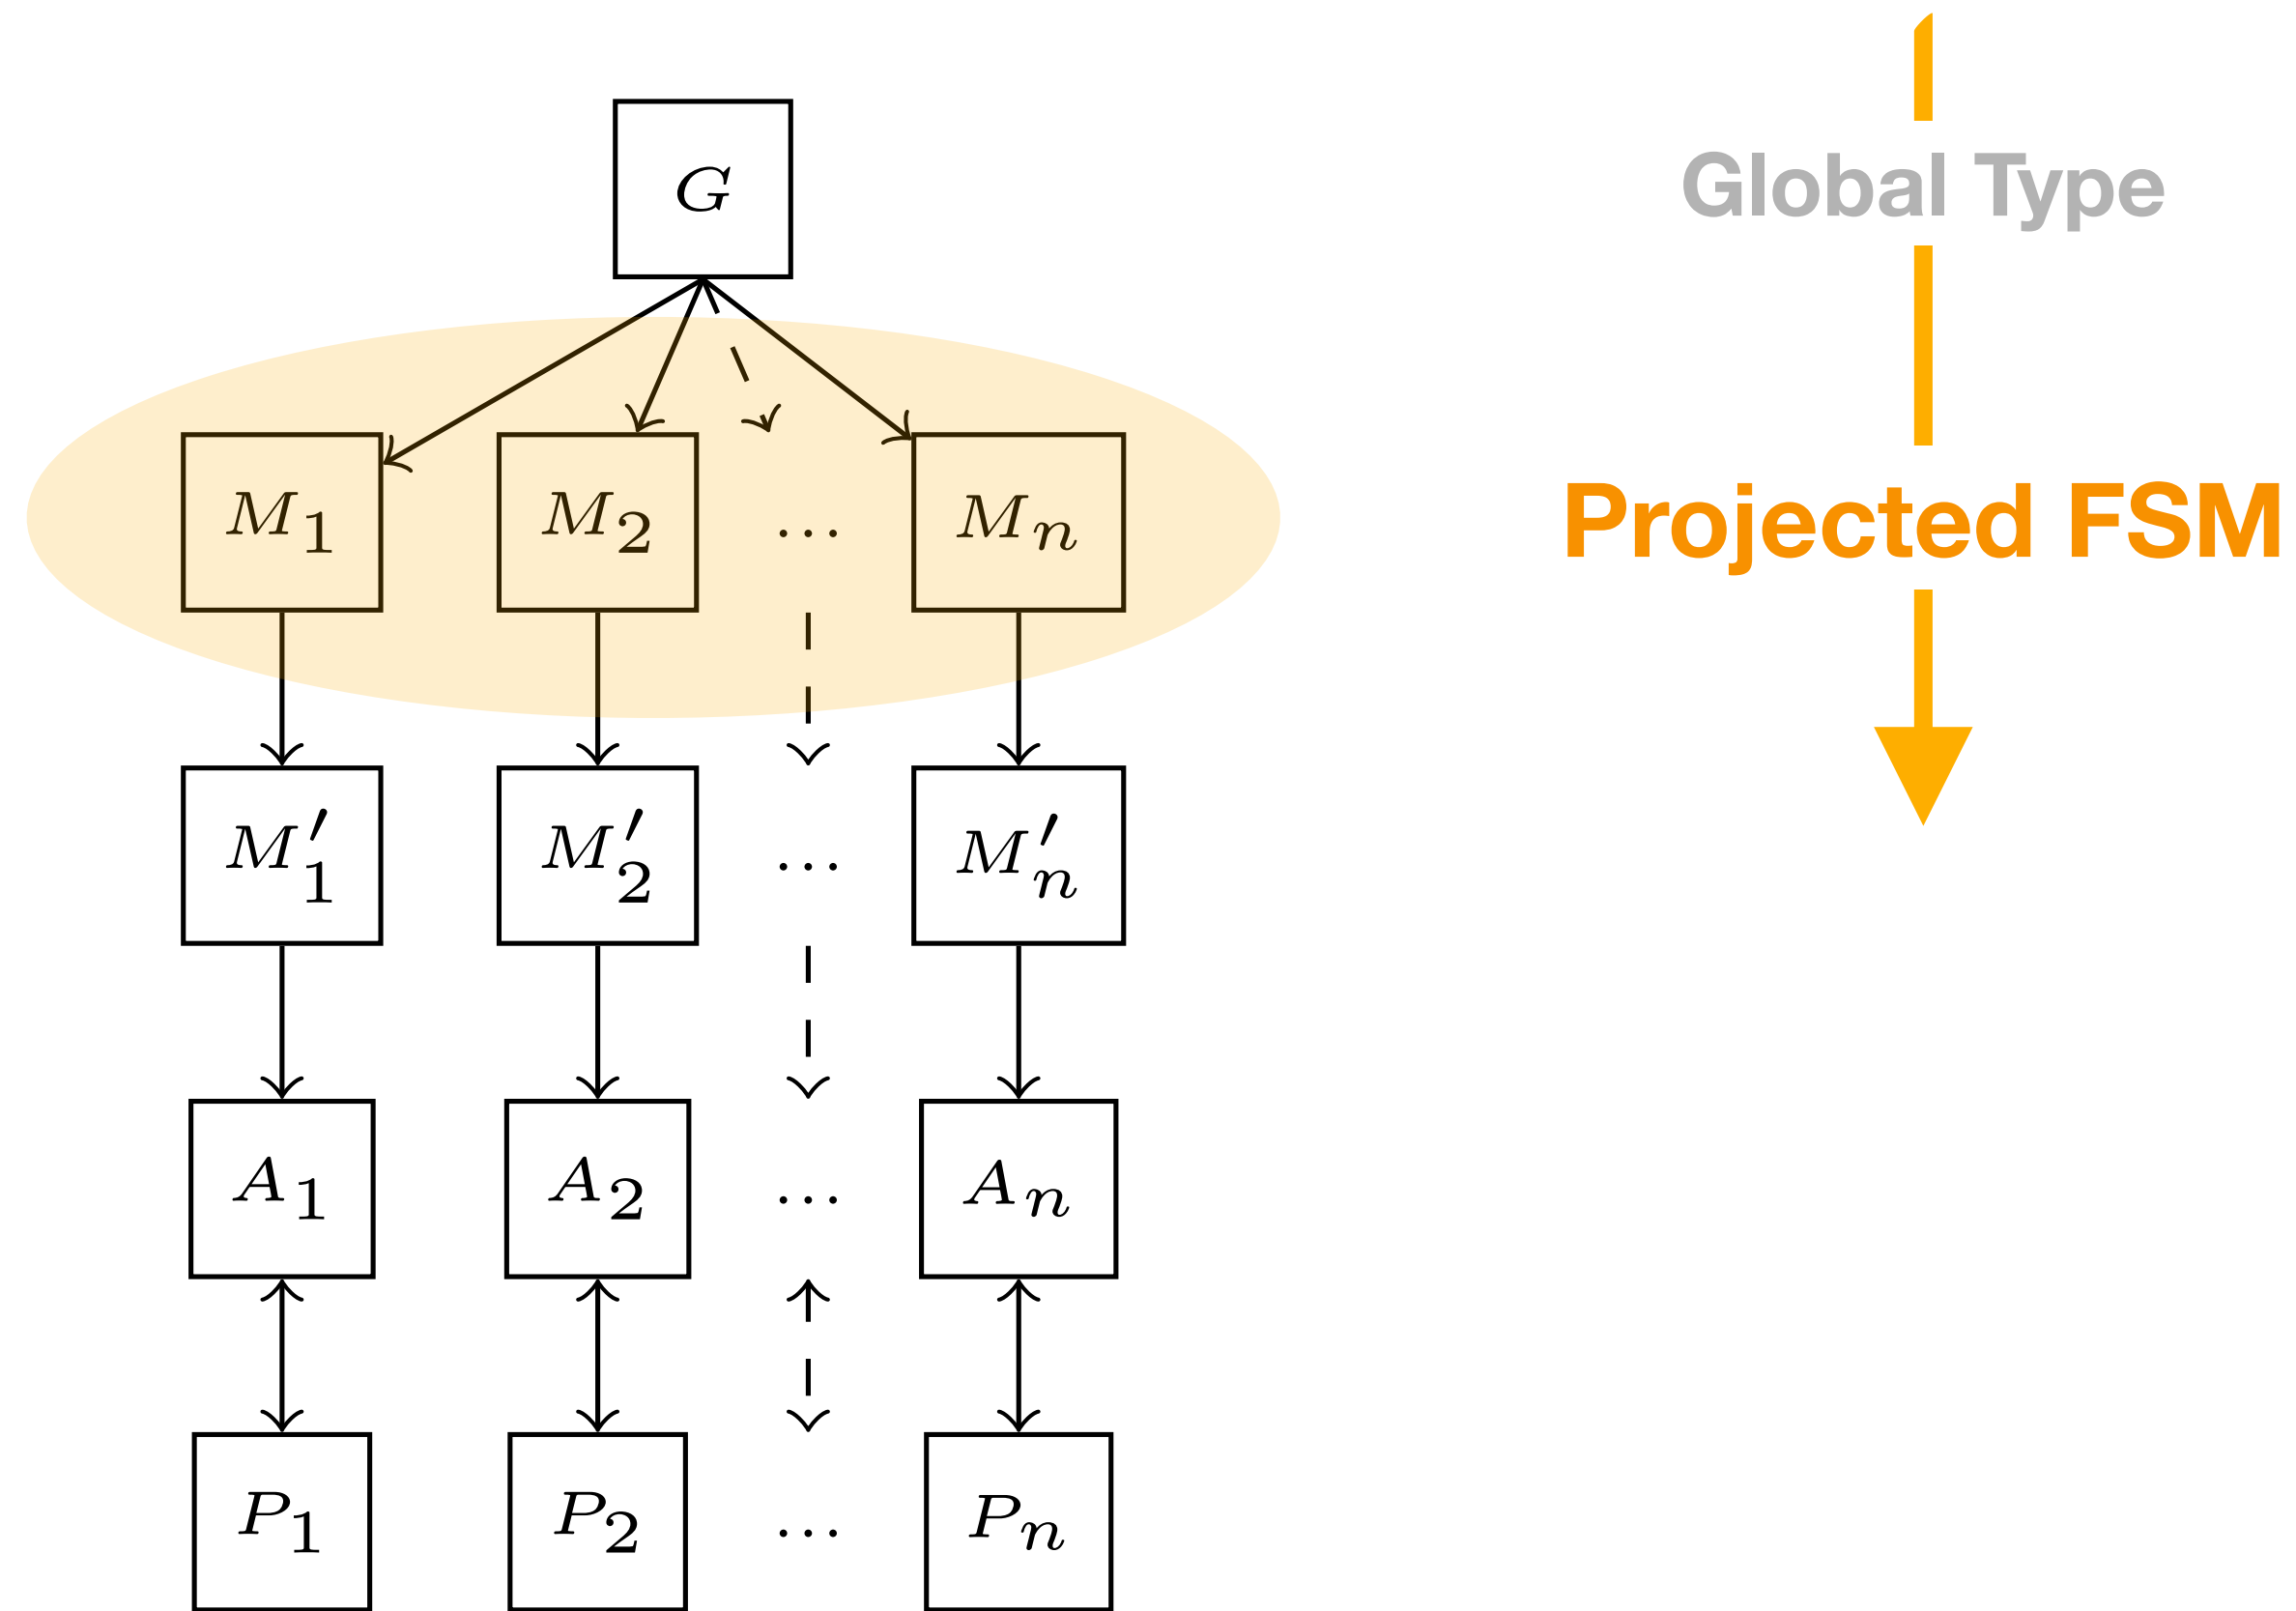 G
Global Type
M₁ M₂ ... Mₙ
Projected FSM
M′₁ M′₂ ... M′ₙ
A₁ A₂ ... Aₙ
P₁ P₂ ... Pₙ